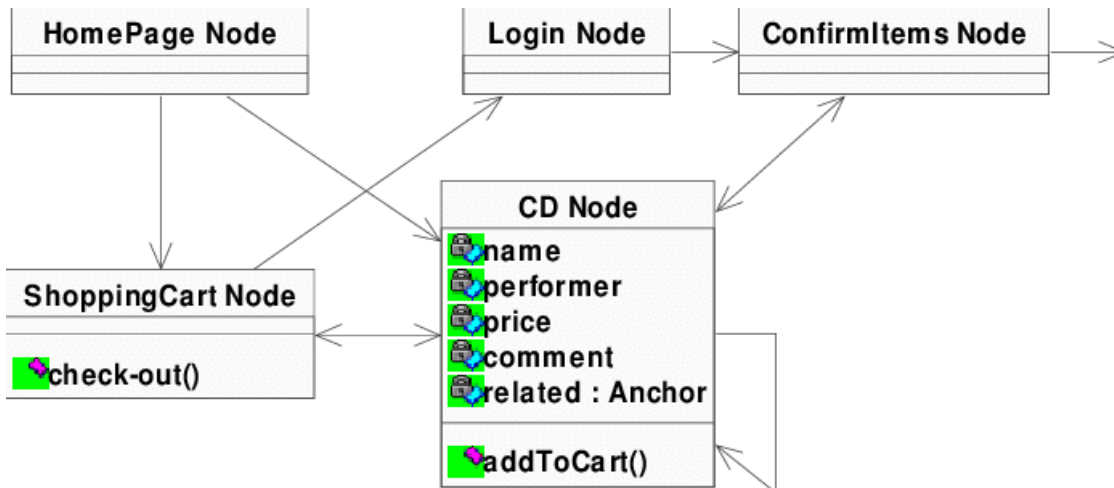 HomePage Node
Login Node
ConfirmItems Node
CD Node
name
performer
price
comment
related : Anchor
addToCart()
ShoppingCart Node
check-out()